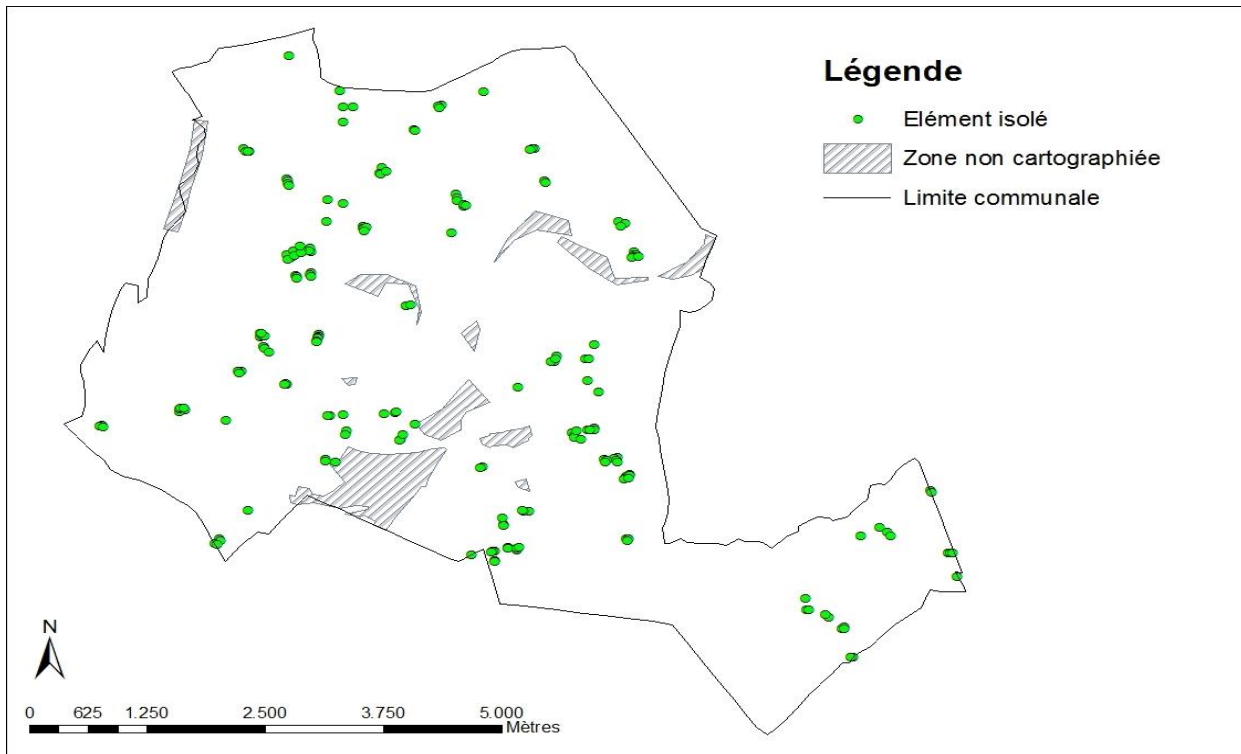 Légende
Elément isolé
Zone non cartographiée
Limite communale
N
0 625 1.250 2.500 3.750 5.000
Mètres